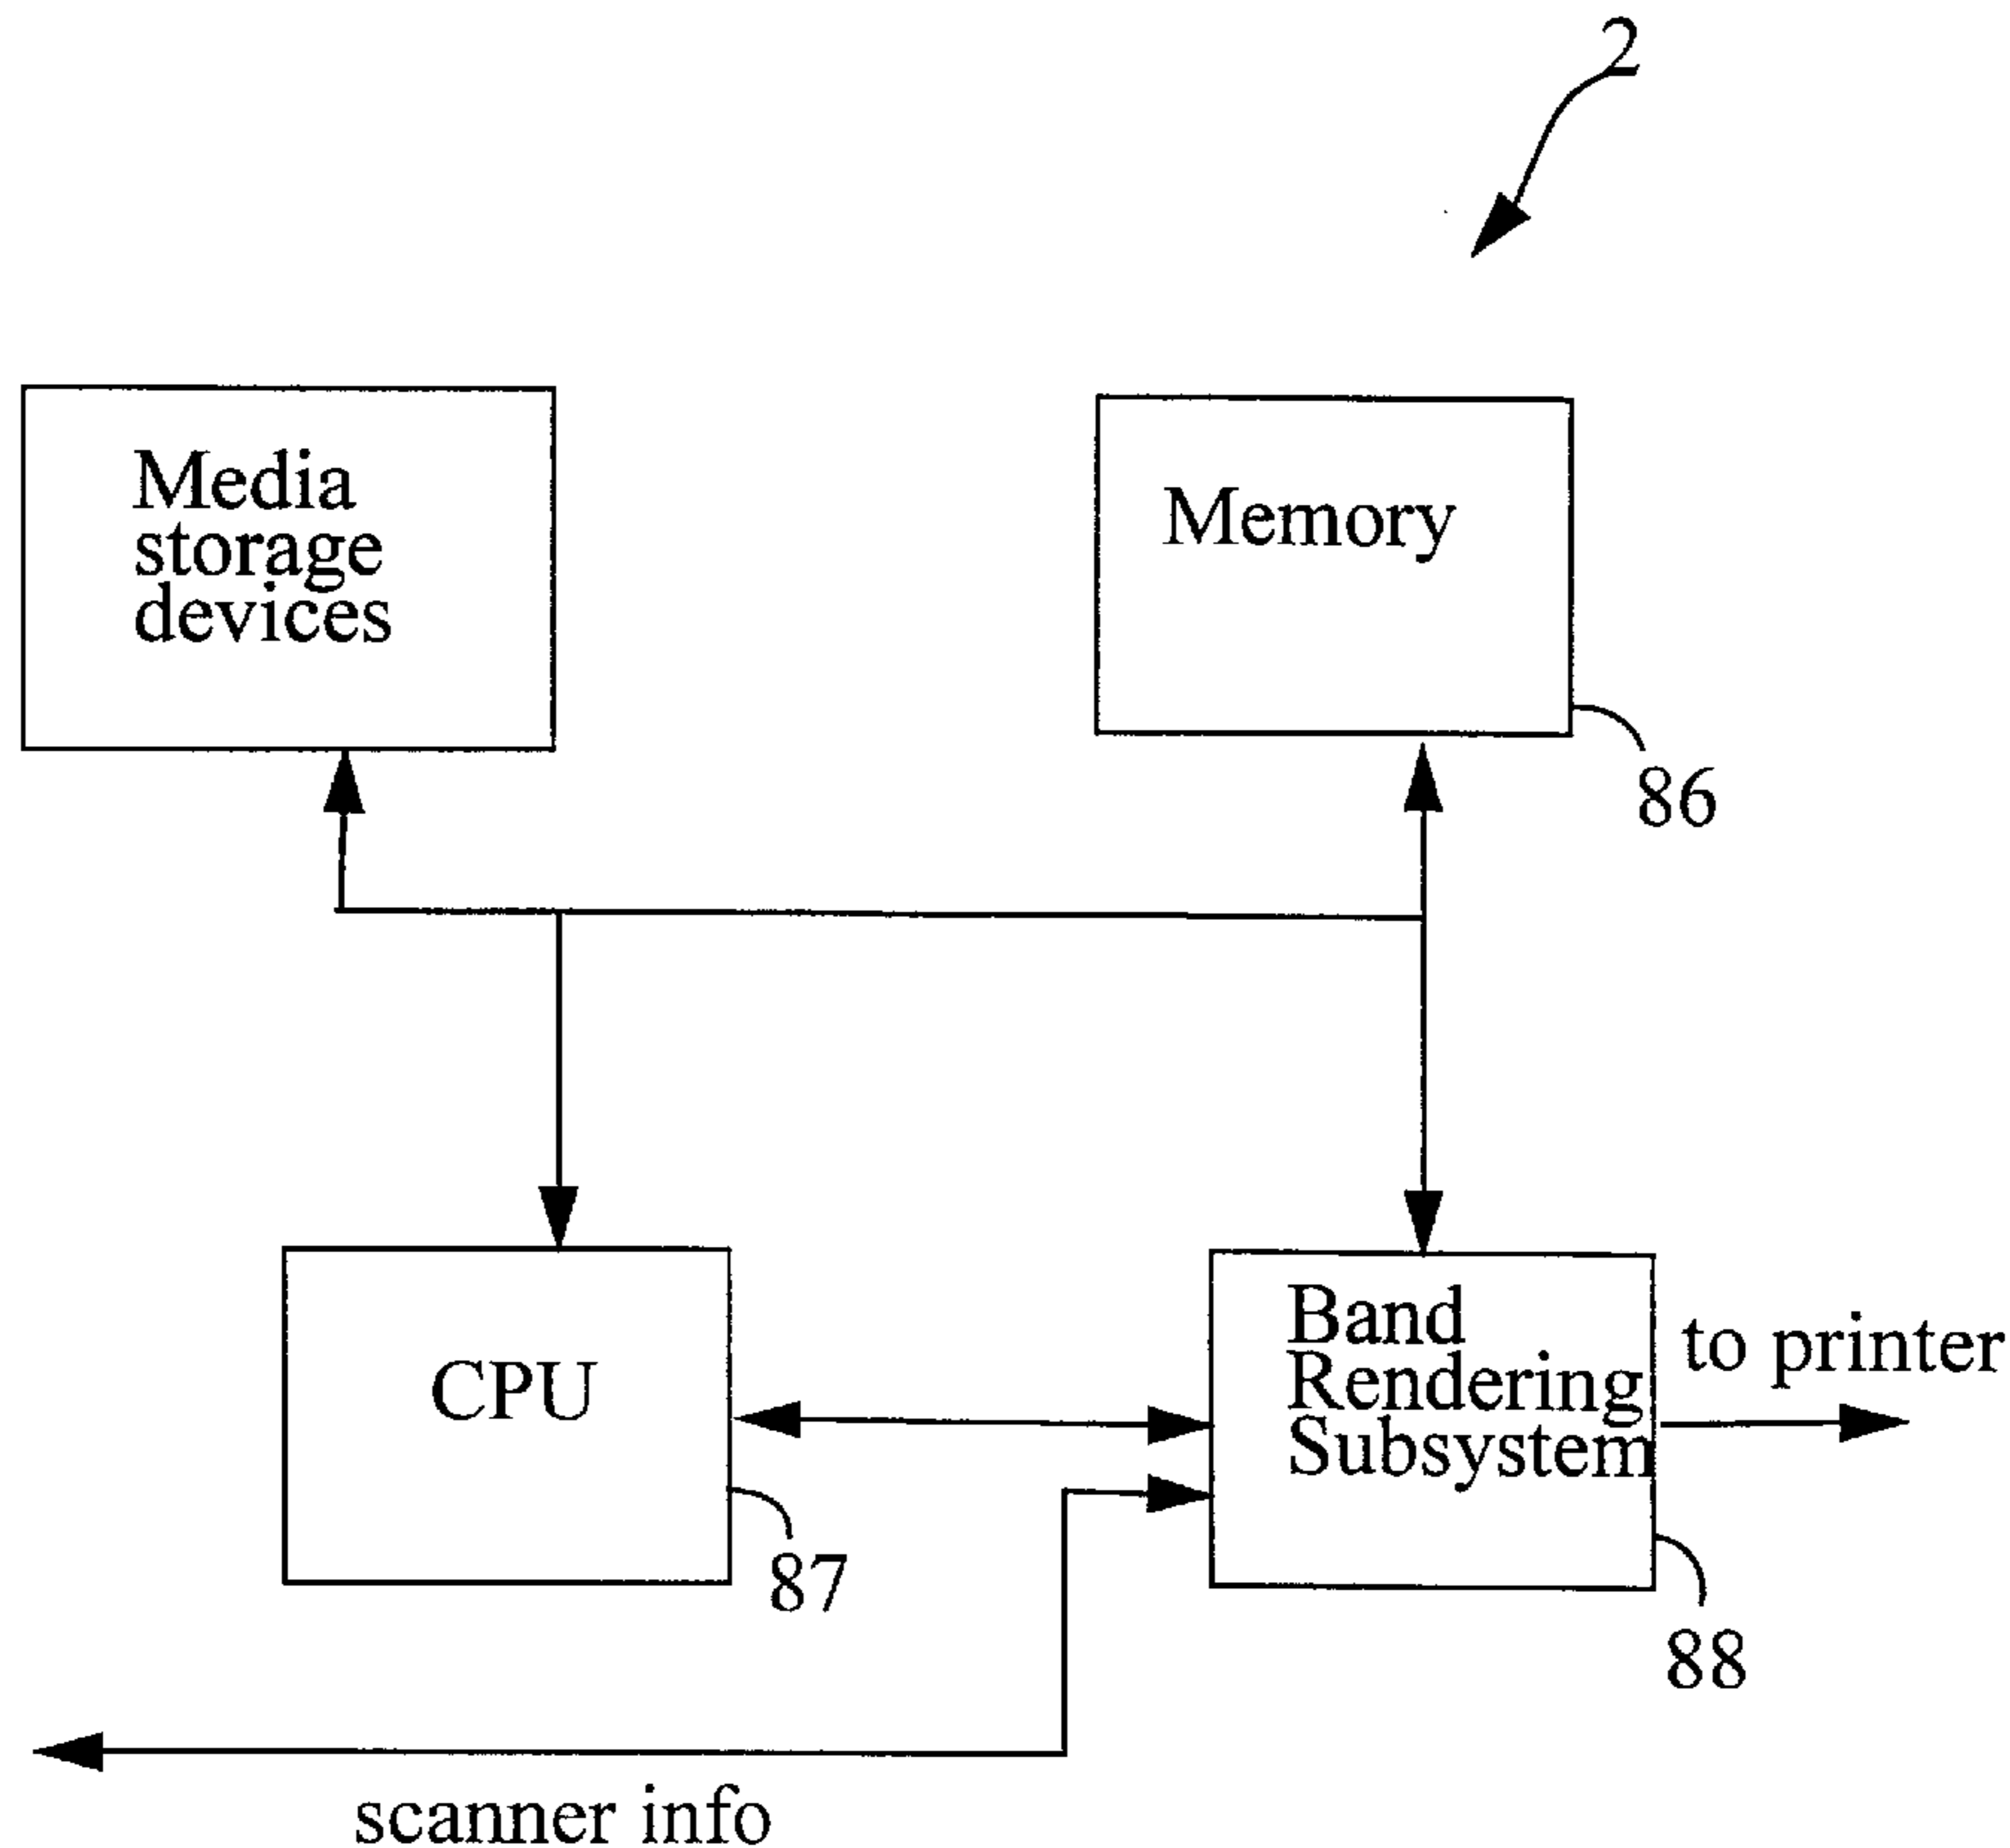 2
Media
storage
devices
Memory
86
CPU
87
Band
Rendering
Subsystem
to printer
88
scanner info